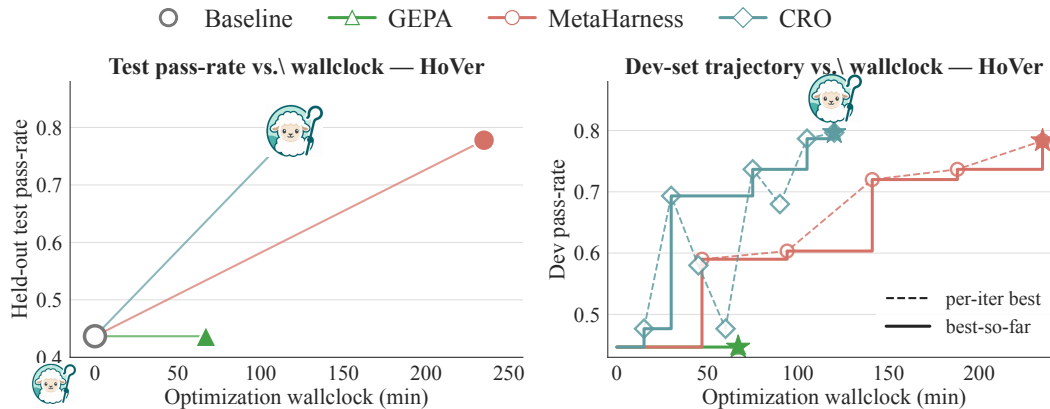 Baseline GEPA MetaHarness CRO
Test pass-rate vs.\ wallclock — HoVer
Held-out test pass-rate
0.8
0.7
0.6
0.5
0.4
0 50 100 150 200 250
Optimization wallclock (min)
Dev-set trajectory vs.\ wallclock — HoVer
Dev pass-rate
0.8
0.7
0.6
0.5
per-iter best
best-so-far
0 50 100 150 200
Optimization wallclock (min)